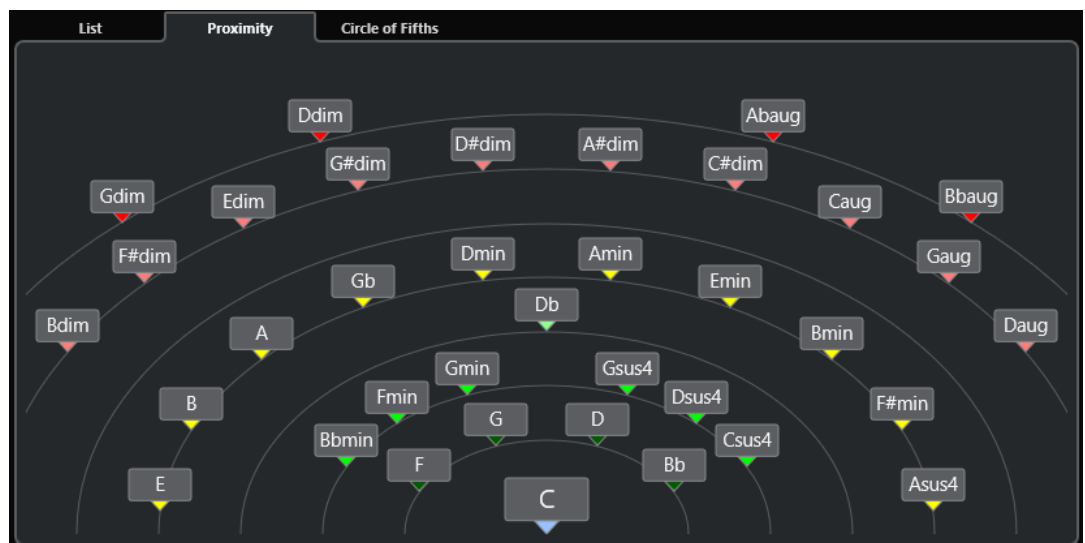 List Proximity Circle of Fifths
Ddim Abaug
G#dim D#dim A#dim C#dim
Gdim Edim Caug Bbaug
F#dim Dmin Amin Gaug
Gb Emin
Bdim A Db Bmin Daug
Gmin Gsus4
B Fmin Dsus4 F#min
G D
Bbmin Csus4
F Bb
E C Asus4